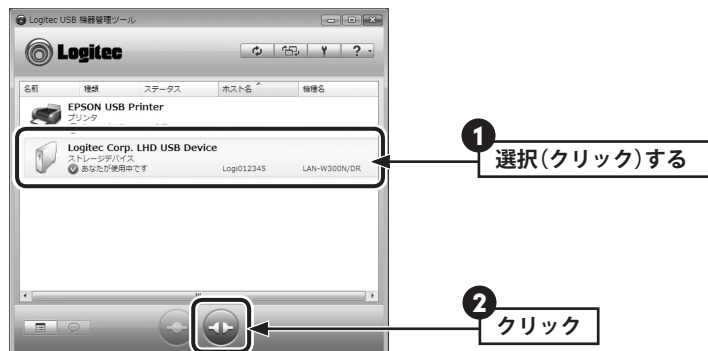 Logitec USB 機器管理ツール
Logitec
?
名前 種類 ステータス ホスト名 機種名
EPSON USB Printer
プリンタ
Logitec Corp. LHD USB Device
ストレージデバイス
あなたが使用中です Logi012345 LAN-W300N/DR
1
選択(クリック)する
2
クリック